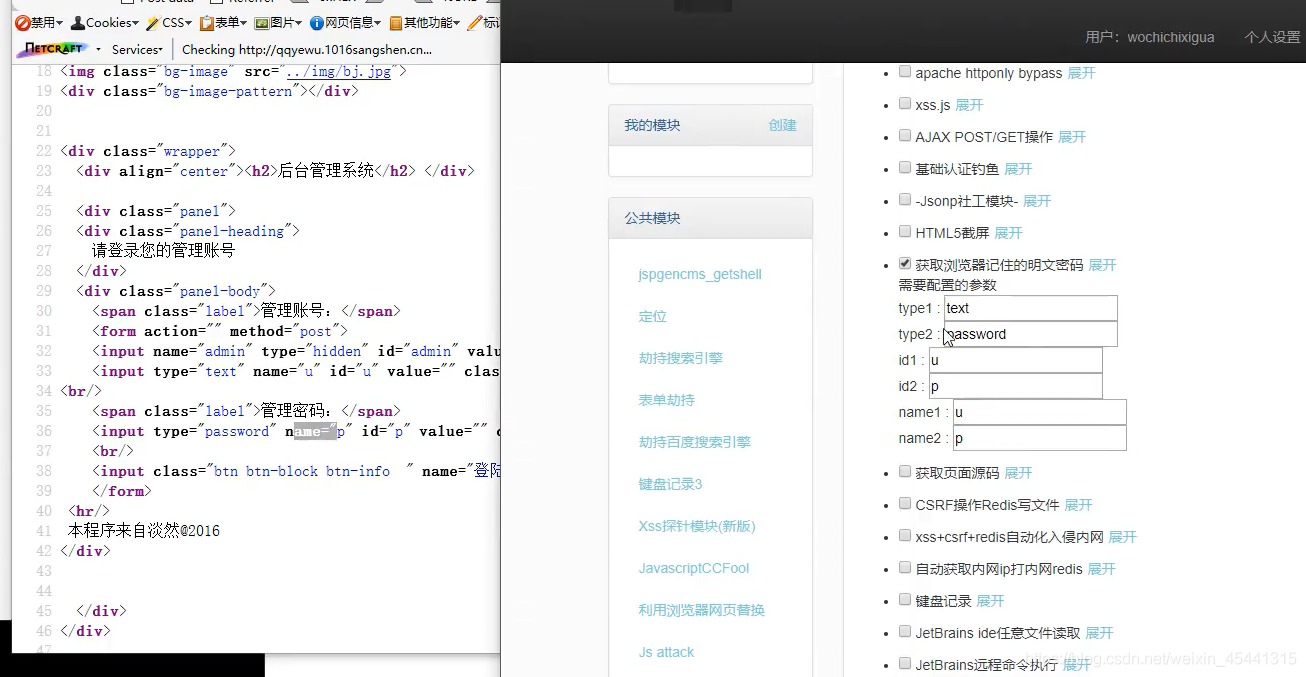 Post data Referrer
禁用 Cookies CSS 表单 图片 网页信息 其他功能 标记
NETCRAFT Services Checking http://qqyewu.1016sangshen.cn...
18 <img class="bg-image" src="../img/bj.jpg">
19 <div class="bg-image-pattern"></div>
20
21
22 <div class="wrapper">
23 <div align="center"><h2>后台管理系统</h2> </div>
24
25 <div class="panel">
26 <div class="panel-heading">
27 请登录您的管理账号
28 </div>
29 <div class="panel-body">
30 <span class="label">管理账号：</span>
31 <form action="" method="post">
32 <input name="admin" type="hidden" id="admin" valu
33 <input type="text" name="u" id="u" value="" clas
34 <br/>
35 <span class="label">管理密码：</span>
36 <input type="password" name="p" id="p" value="" c
37 <br/>
38 <input class="btn btn-block btn-info " name="登陆
39 </form>
40 <hr/>
41 本程序来自淡然@2016
42 </div>
43
44
45 </div>
46 </div>
47
用户：wochichixigua 个人设置
我的模块 创建
公共模块
jspgencms_getshell
定位
劫持搜索引擎
表单劫持
劫持百度搜索引擎
键盘记录3
Xss探针模块(新版)
JavascriptCCFool
利用浏览器网页替换
Js attack
apache httponly bypass 展开
xss.js 展开
AJAX POST/GET操作 展开
基础认证钓鱼 展开
-Jsonp社工模块- 展开
HTML5截屏 展开
获取浏览器记住的明文密码 展开
需要配置的参数
type1 : text
type2 : password
id1 : u
id2 : p
name1 : u
name2 : p
获取页面源码 展开
CSRF操作Redis写文件 展开
xss+csrf+redis自动化入侵内网 展开
自动获取内网ip打内网redis 展开
键盘记录 展开
JetBrains ide任意文件读取 展开
JetBrains远程命令执行 展开
https://blog.csdn.net/weixin_45441315